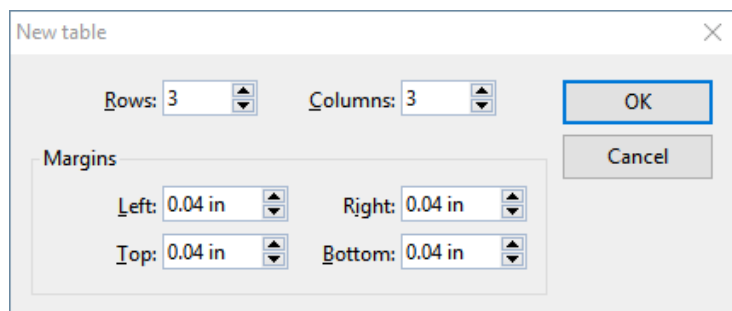 New table
Rows: 3 Columns: 3 OK
Cancel
Margins
Left: 0.04 in Right: 0.04 in
Top: 0.04 in Bottom: 0.04 in